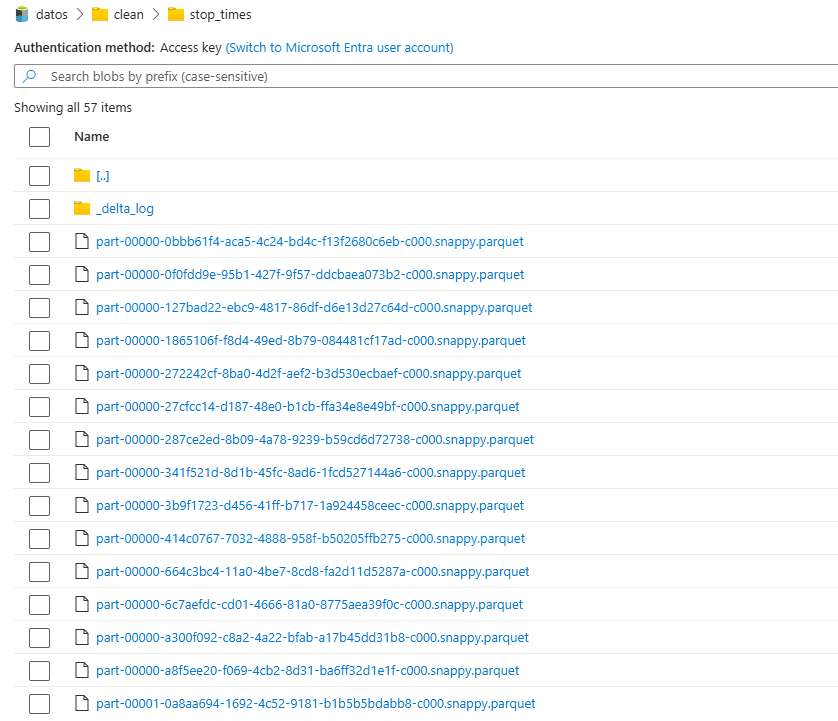 datos > clean > stop_times
Authentication method: Access key (Switch to Microsoft Entra user account)
Search blobs by prefix (case-sensitive)
Showing all 57 items
Name
[..]
_delta_log
part-00000-0bbb61f4-aca5-4c24-bd4c-f13f2680c6eb-c000.snappy.parquet
part-00000-0f0fdd9e-95b1-427f-9f57-ddcbaea073b2-c000.snappy.parquet
part-00000-127bad22-ebc9-4817-86df-d6e13d27c64d-c000.snappy.parquet
part-00000-1865106f-f8d4-49ed-8b79-084481cf17ad-c000.snappy.parquet
part-00000-272242cf-8ba0-4d2f-aef2-b3d530ecbaef-c000.snappy.parquet
part-00000-27cfcc14-d187-48e0-b1cb-ffa34e8e49bf-c000.snappy.parquet
part-00000-287ce2ed-8b09-4a78-9239-b59cd6d72738-c000.snappy.parquet
part-00000-341f521d-8d1b-45fc-8ad6-1fcd527144a6-c000.snappy.parquet
part-00000-3b9f1723-d456-41ff-b717-1a924458ceec-c000.snappy.parquet
part-00000-414c0767-7032-4888-958f-b50205ffb275-c000.snappy.parquet
part-00000-664c3bc4-11a0-4be7-8cd8-fa2d11d5287a-c000.snappy.parquet
part-00000-6c7aefdc-cd01-4666-81a0-8775aea39f0c-c000.snappy.parquet
part-00000-a300f092-c8a2-4a22-bfab-a17b45dd31b8-c000.snappy.parquet
part-00000-a8f5ee20-f069-4cb2-8d31-ba6ff32d1e1f-c000.snappy.parquet
part-00001-0a8aa694-1692-4c52-9181-b1b5b5bdabb8-c000.snappy.parquet